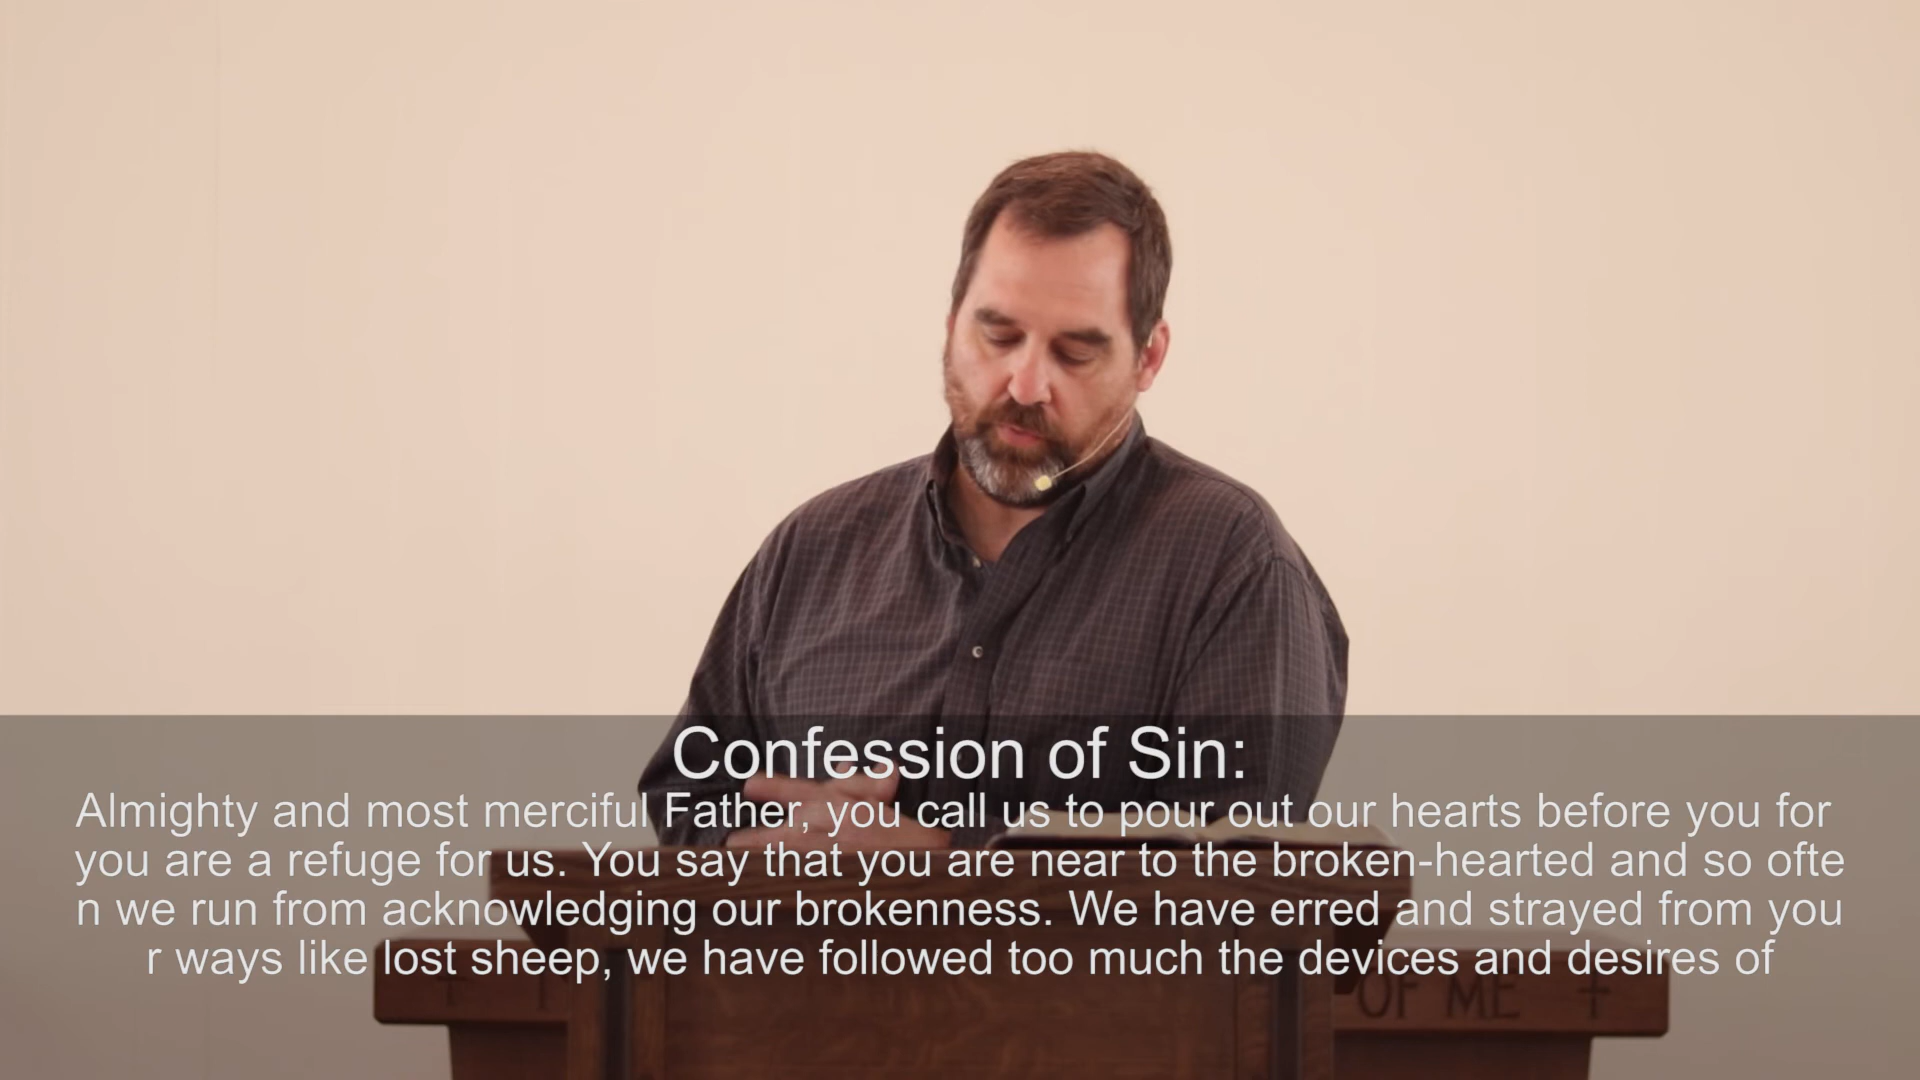 Confession of Sin:
Almighty and most merciful Father, you call us to pour out our hearts before you for
you are a refuge for us. You say that you are near to the broken-hearted and so ofte
n we run from acknowledging our brokenness. We have erred and strayed from you
r ways like lost sheep, we have followed too much the devices and desires of
OF ME